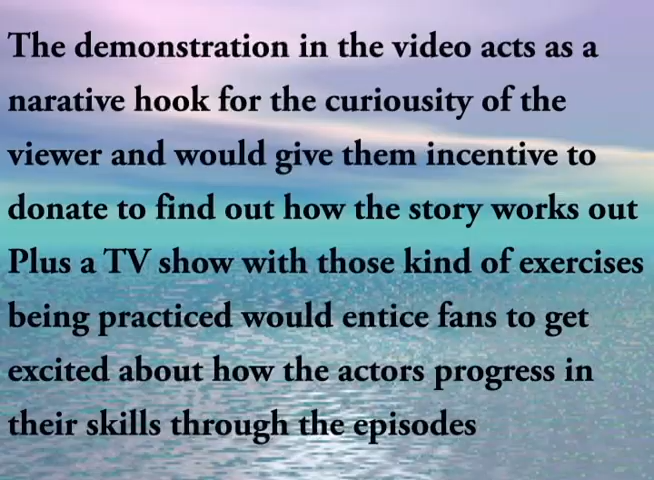 The demonstration in the video acts as a
narative hook for the curiousity of the
viewer and would give them incentive to
donate to find out how the story works out
Plus a TV show with those kind of exercises
being practiced would entice fans to get
excited about how the actors progress in
their skills through the episodes